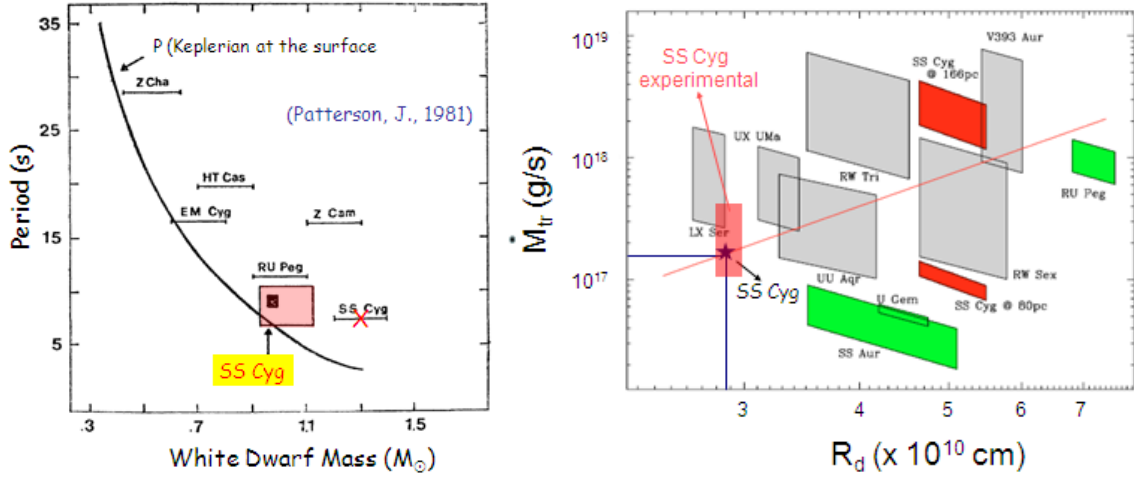 35
P (Keplerian at the surface
Z Cha
(Patterson, J., 1981)
25
HT Cas
EM Cyg
Z Cam
15
RU Peg
SS Cyg
5
SS Cyg
.3
.7
1.1
1.5
Period (s)
White Dwarf Mass (M☉)
10¹⁹
SS Cyg
experimental
V393 Aur
SS Cyg
@ 166pc
UX UMa
10¹⁸
RW Tri
RU Peg
LX Ser
10¹⁷
SS Cyg
UU Aqr
RW Sex
U Gem
SS Cyg @ 80pc
SS Aur
3
4
5
6
7
Ṁtr (g/s)
Rd (x 10¹⁰ cm)